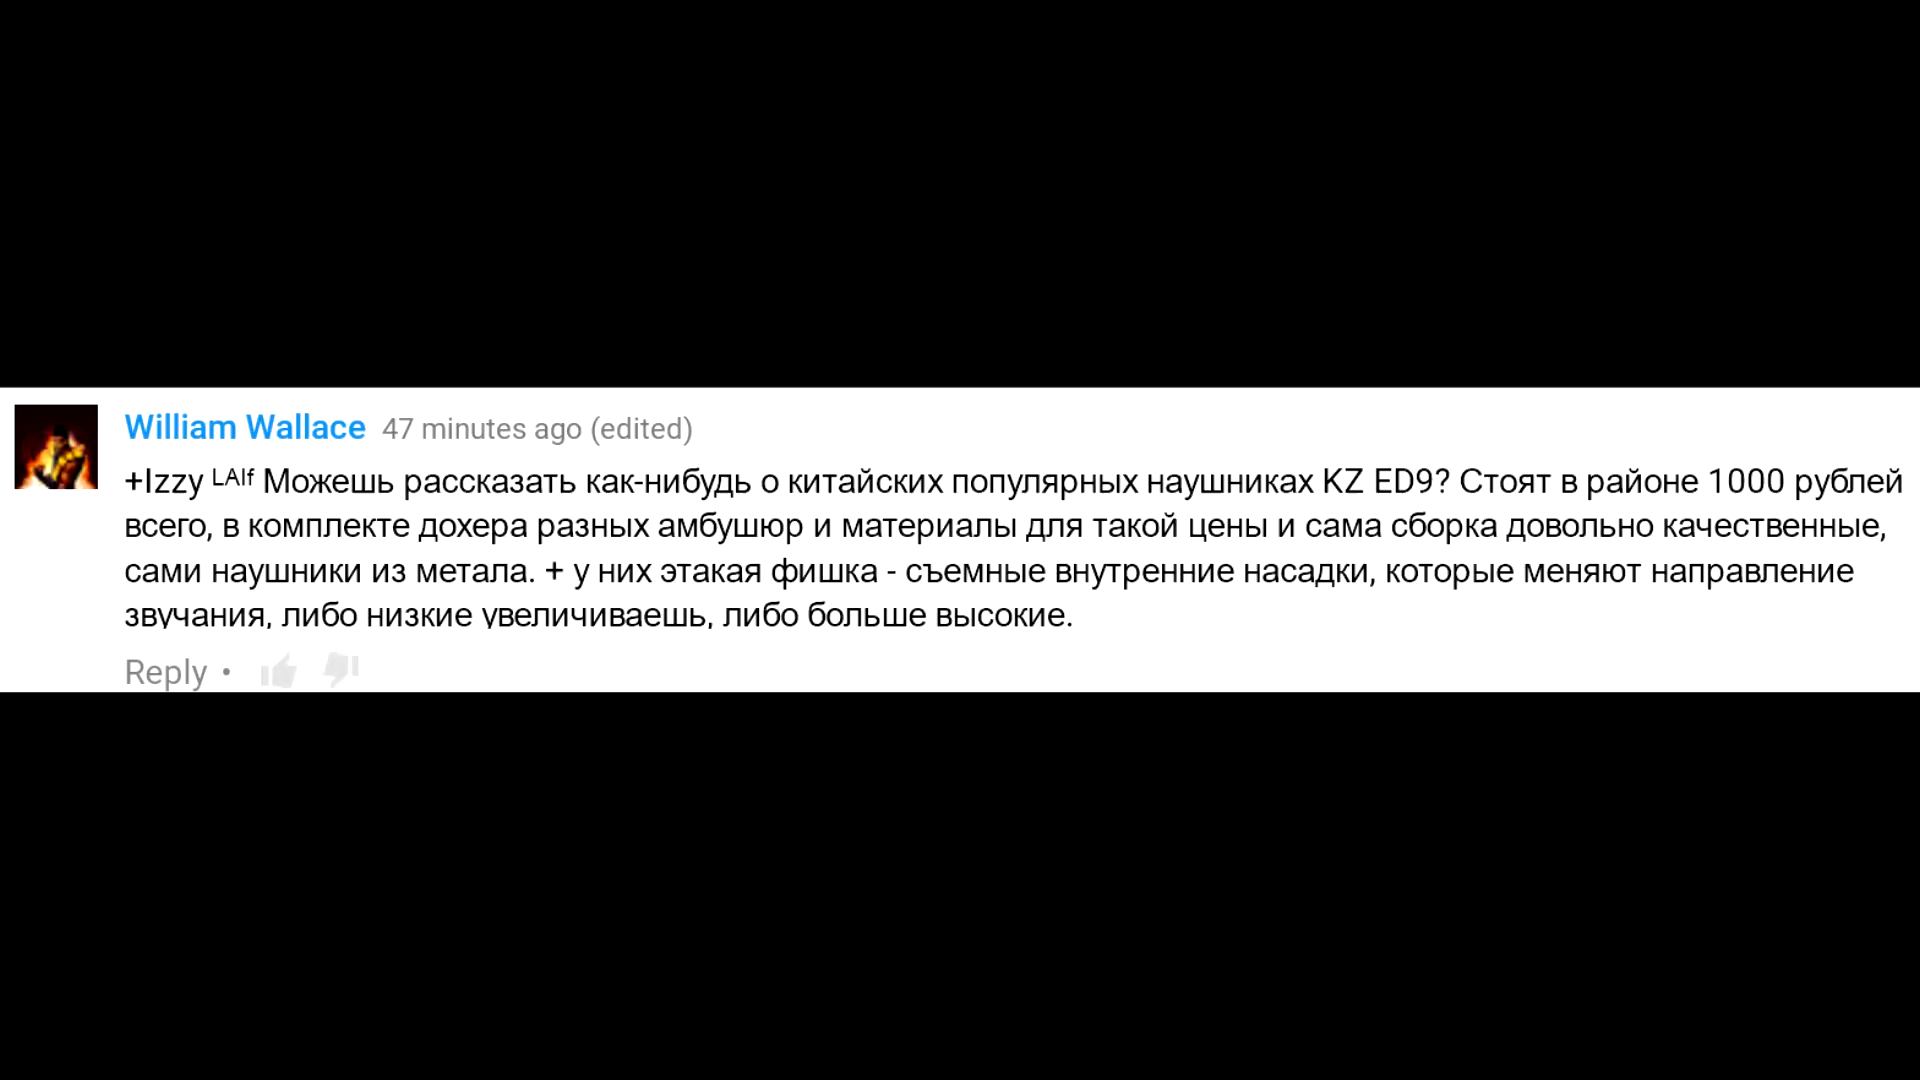 William Wallace 47 minutes ago (edited)
+Izzy ᴸᴬᴵᶠ Можешь рассказать как-нибудь о китайских популярных наушниках KZ ED9? Стоят в районе 1000 рублей
всего, в комплекте дохера разных амбушюр и материалы для такой цены и сама сборка довольно качественные,
сами наушники из метала. + у них этакая фишка - съемные внутренние насадки, которые меняют направление
звучания, либо низкие увеличиваешь, либо больше высокие.
Reply •